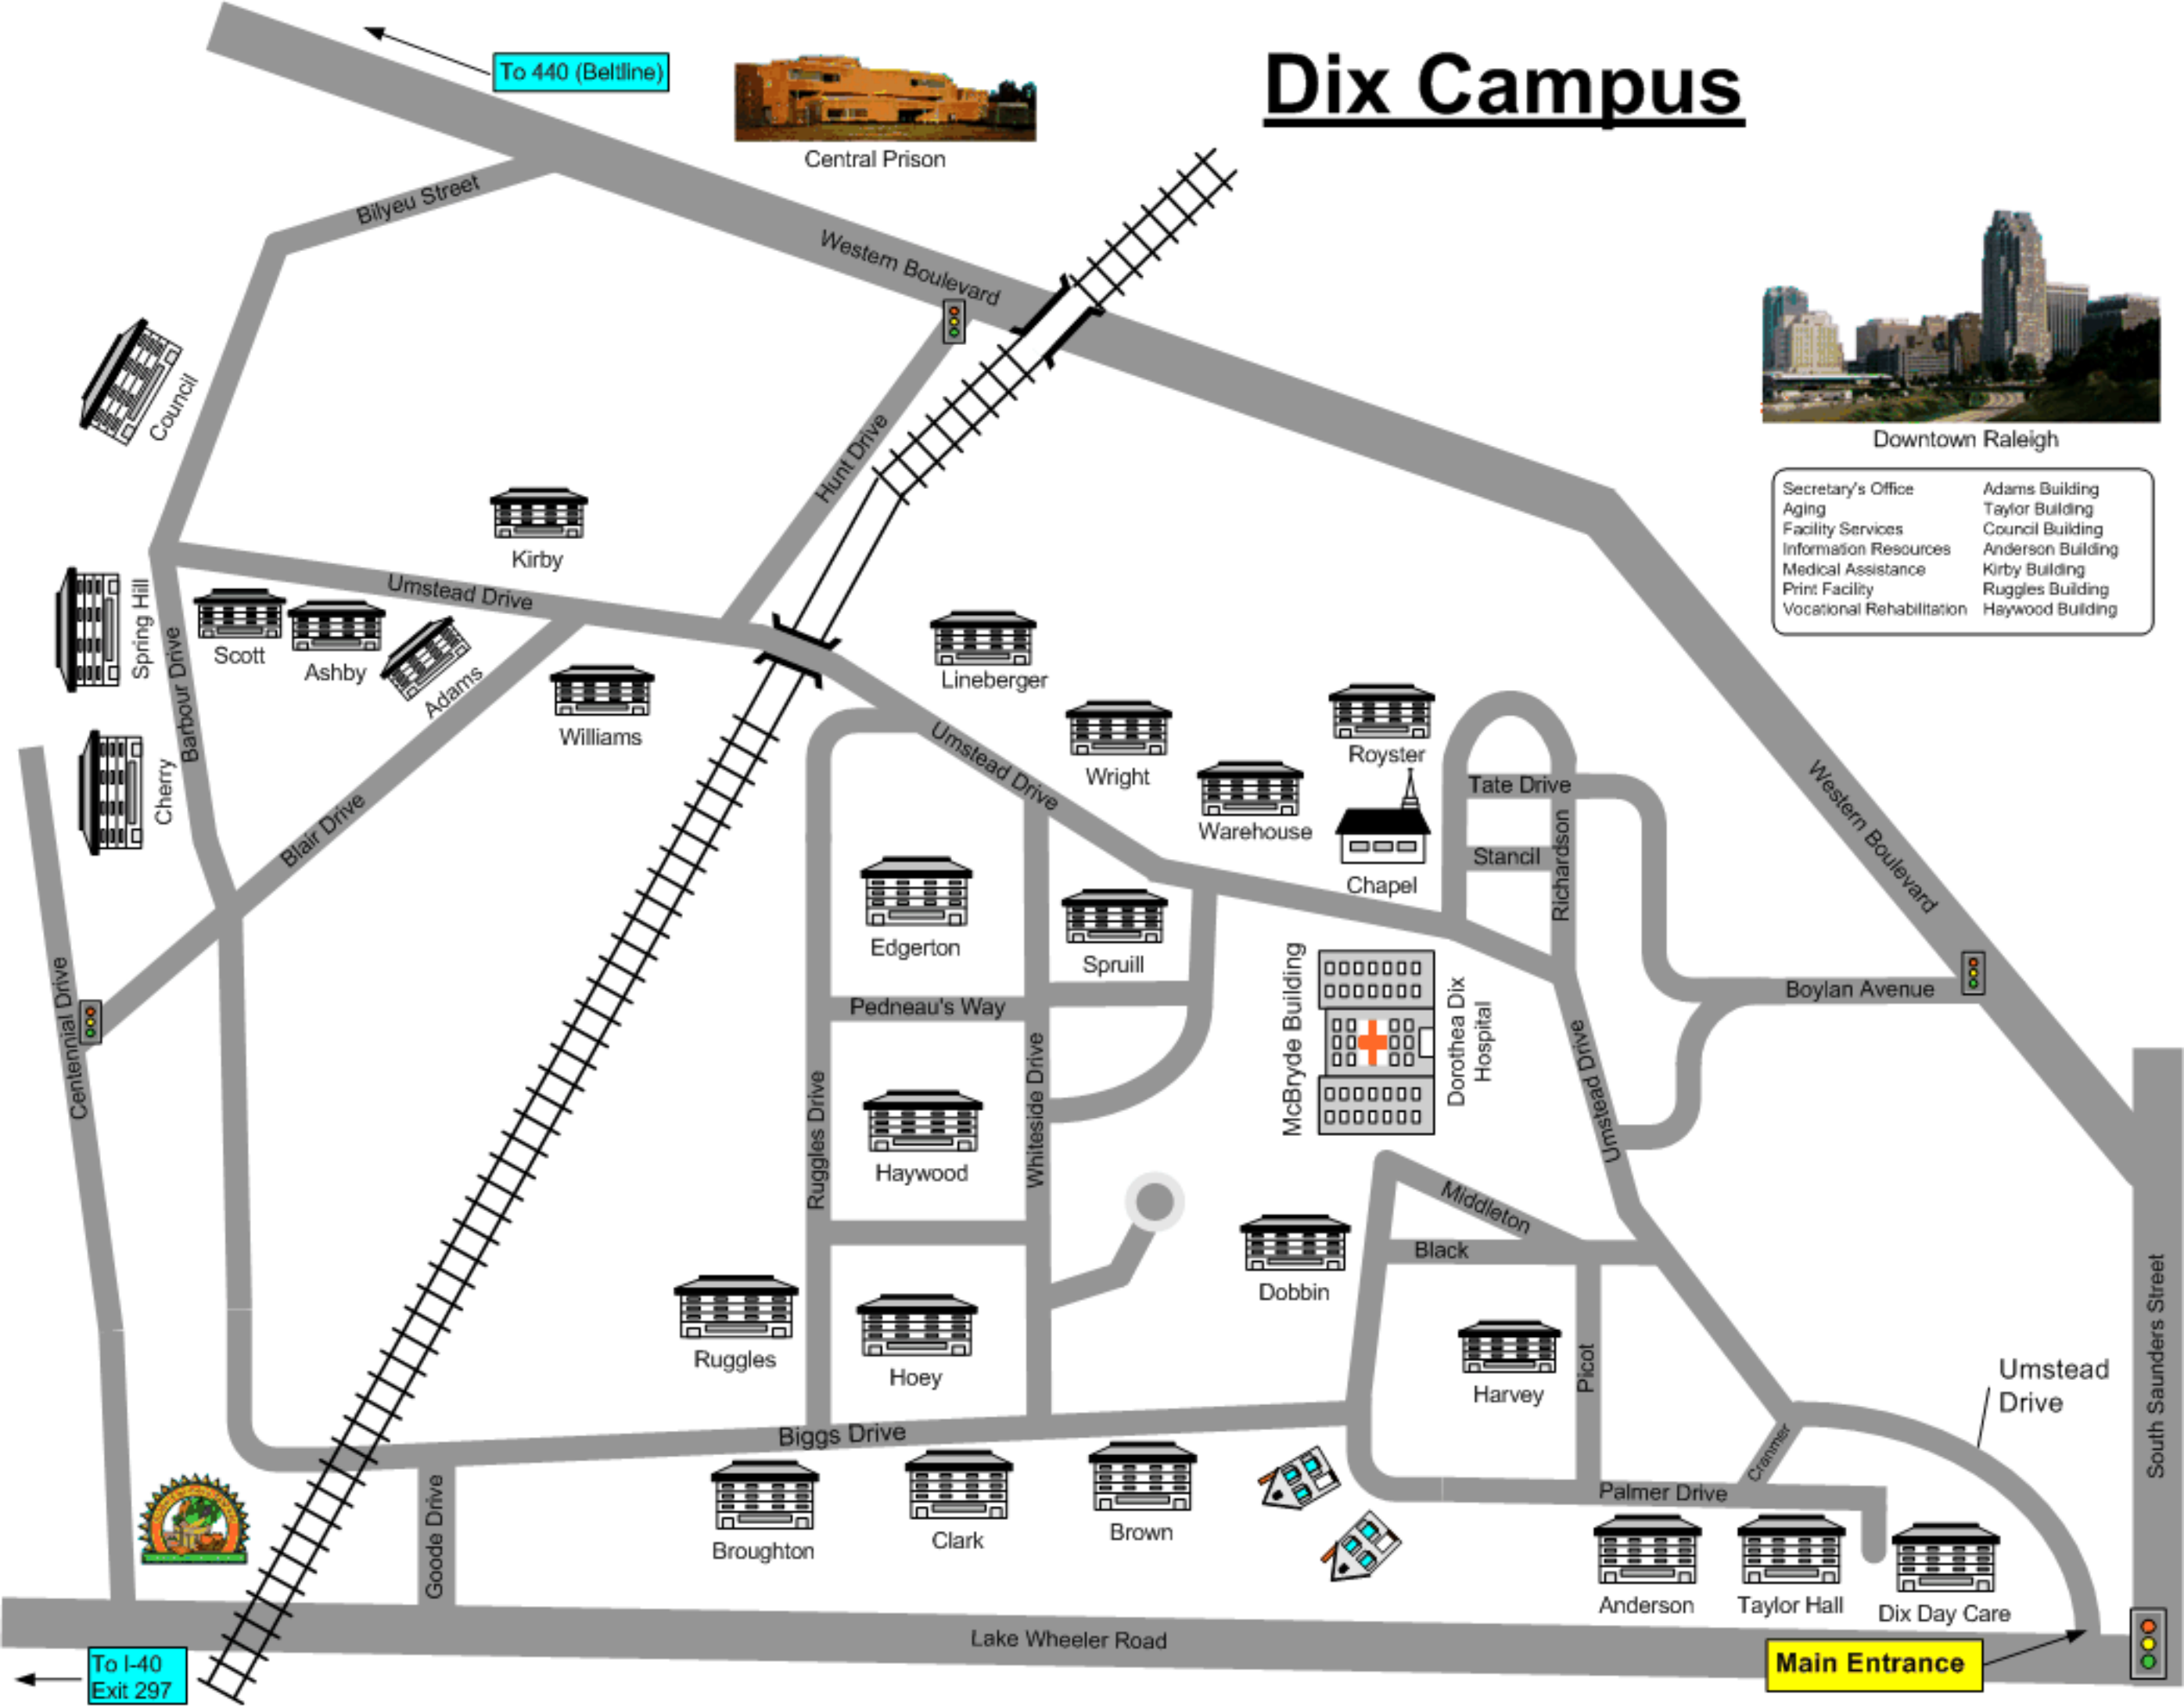 To 440 (Beltline)
Dix Campus
Central Prison
Bilyeu Street
Western Boulevard
Downtown Raleigh
Council
Hunt Drive
Secretary's Office Adams Building
Aging Taylor Building
Facility Services Council Building
Information Resources Anderson Building
Medical Assistance Kirby Building
Print Facility Ruggles Building
Vocational Rehabilitation Haywood Building
Kirby
Umstead Drive
Spring Hill
Barbour Drive
Scott
Ashby
Adams
Williams
Lineberger
Umstead Drive
Wright
Royster
Warehouse
Tate Drive
Western Boulevard
Cherry
Blair Drive
Stancil
Richardson
Chapel
Edgerton
Spruill
Centennial Drive
Pedneau's Way
McBryde Building
Dorothea Dix
Hospital
Boylan Avenue
Umstead Drive
Ruggles Drive
Whiteside Drive
Haywood
Middleton
Black
Dobbin
Ruggles
Hoey
Harvey
Picot
Umstead
Drive
South Saunders Street
Biggs Drive
Cranmer
Palmer Drive
Goode Drive
Broughton
Clark
Brown
Anderson
Taylor Hall
Dix Day Care
Lake Wheeler Road
To I-40
Exit 297
Main Entrance